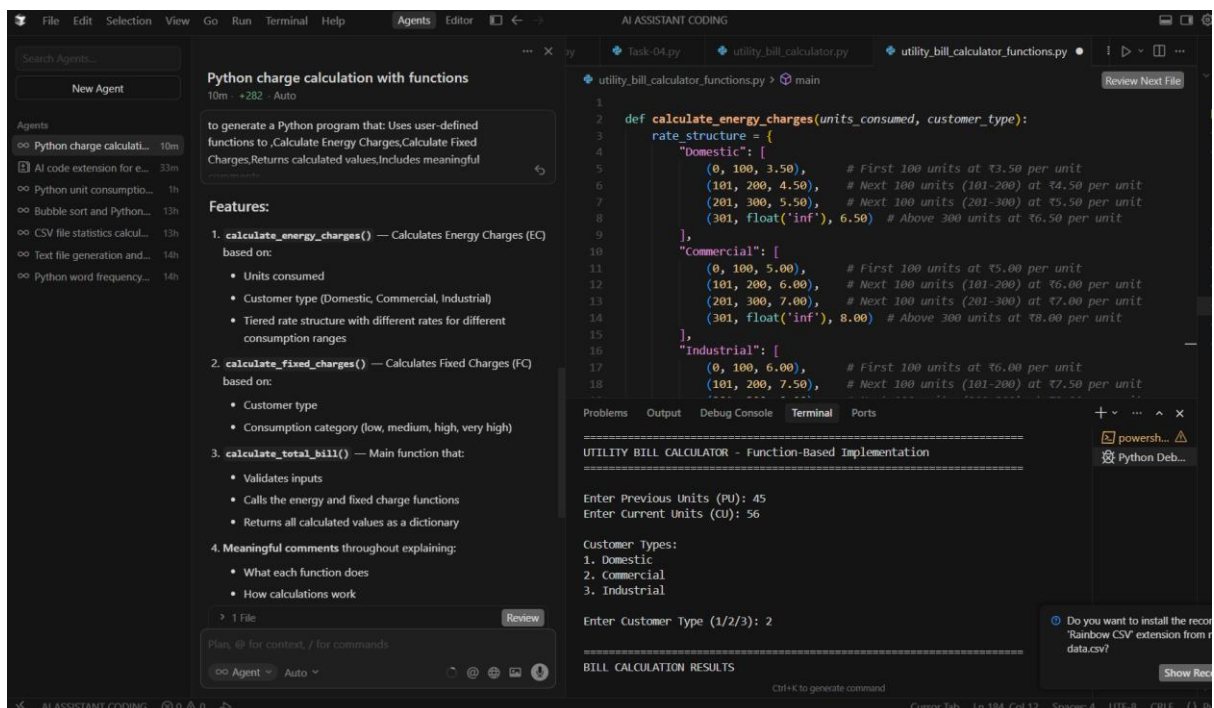 File Edit Selection View Go Run Terminal Help
Agents Editor
AI ASSISTANT CODING
Search Agents...
New Agent
Agents
Python charge calculati... 10m
AI code extension for e... 33m
Python unit consumptio... 1h
Bubble sort and Python... 13h
CSV file statistics calcul... 13h
Text file generation and... 14h
Python word frequency... 14h
Python charge calculation with functions
10m · +282 · Auto
to generate a Python program that: Uses user-defined
functions to ,Calculate Energy Charges,Calculate Fixed
Charges,Returns calculated values,Includes meaningful
comments
Features:
1. calculate_energy_charges() — Calculates Energy Charges (EC)
based on:
• Units consumed
• Customer type (Domestic, Commercial, Industrial)
• Tiered rate structure with different rates for different
consumption ranges
2. calculate_fixed_charges() — Calculates Fixed Charges (FC)
based on:
• Customer type
• Consumption category (low, medium, high, very high)
3. calculate_total_bill() — Main function that:
• Validates inputs
• Calls the energy and fixed charge functions
• Returns all calculated values as a dictionary
4. Meaningful comments throughout explaining:
• What each function does
• How calculations work
> 1 File
Review
Plan, @ for context, / for commands
Agent Auto
py Task-04.py utility_bill_calculator.py utility_bill_calculator_functions.py
utility_bill_calculator_functions.py > main
Review Next File
1
2 def calculate_energy_charges(units_consumed, customer_type):
3 rate_structure = {
4 "Domestic": [
5 (0, 100, 3.50), # First 100 units at ₹3.50 per unit
6 (101, 200, 4.50), # Next 100 units (101-200) at ₹4.50 per unit
7 (201, 300, 5.50), # Next 100 units (201-300) at ₹5.50 per unit
8 (301, float('inf'), 6.50) # Above 300 units at ₹6.50 per unit
9 ],
10 "Commercial": [
11 (0, 100, 5.00), # First 100 units at ₹5.00 per unit
12 (101, 200, 6.00), # Next 100 units (101-200) at ₹6.00 per unit
13 (201, 300, 7.00), # Next 100 units (201-300) at ₹7.00 per unit
14 (301, float('inf'), 8.00) # Above 300 units at ₹8.00 per unit
15 ],
16 "Industrial": [
17 (0, 100, 6.00), # First 100 units at ₹6.00 per unit
18 (101, 200, 7.50), # Next 100 units (101-200) at ₹7.50 per unit
Problems Output Debug Console Terminal Ports
powersh...
Python Deb...
======================================================================
UTILITY BILL CALCULATOR - Function-Based Implementation
======================================================================
Enter Previous Units (PU): 45
Enter Current Units (CU): 56
Customer Types:
1. Domestic
2. Commercial
3. Industrial
Enter Customer Type (1/2/3): 2
======================================================================
BILL CALCULATION RESULTS
Ctrl+K to generate command
Do you want to install the recor
'Rainbow CSV' extension from r
data.csv?
Show Reco
AI ASSISTANT CODING 0 0
Cursor Tab Ln 184, Col 12 Spaces: 4 UTF-8 CRLF